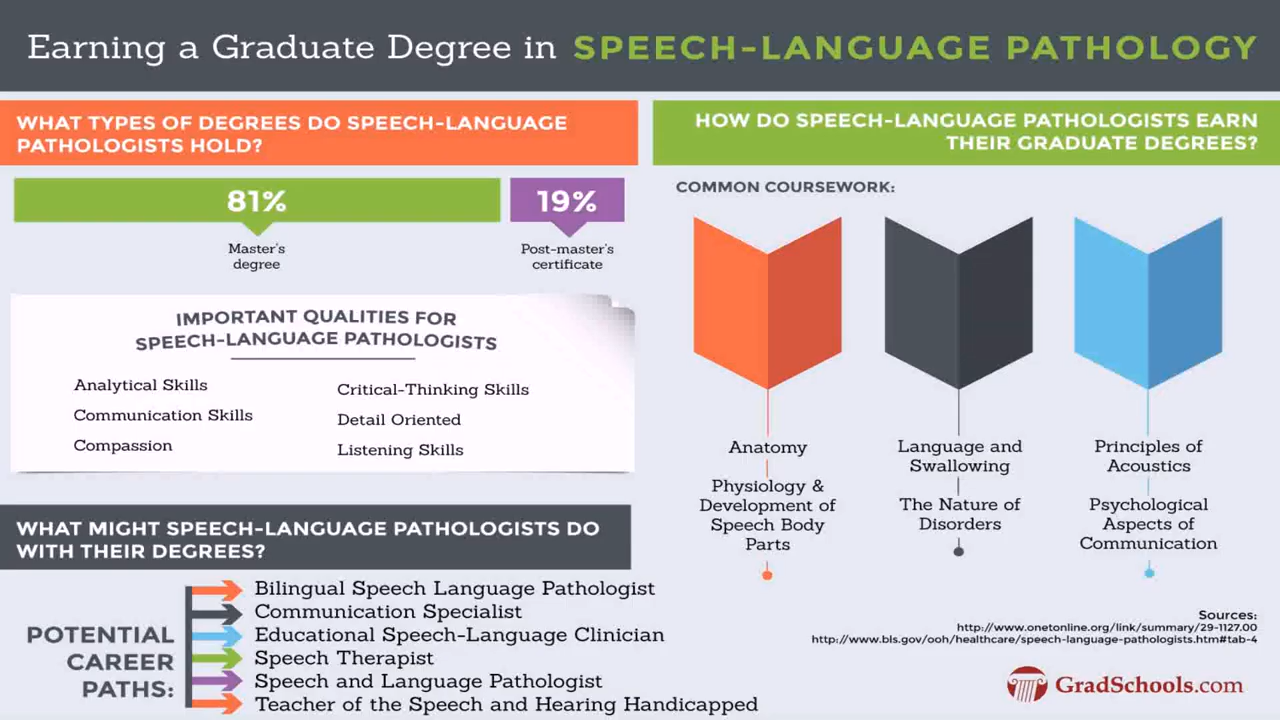 Earning a Graduate Degree in SPEECH-LANGUAGE PATHOLOGY
WHAT TYPES OF DEGREES DO SPEECH-LANGUAGE
PATHOLOGISTS HOLD?
81%
19%
Master's
degree
Post-master's
certificate
IMPORTANT QUALITIES FOR
SPEECH-LANGUAGE PATHOLOGISTS
Analytical Skills
Communication Skills
Compassion
Critical-Thinking Skills
Detail Oriented
Listening Skills
WHAT MIGHT SPEECH-LANGUAGE PATHOLOGISTS DO
WITH THEIR DEGREES?
POTENTIAL
CAREER
PATHS:
Bilingual Speech Language Pathologist
Communication Specialist
Educational Speech-Language Clinician
Speech Therapist
Speech and Language Pathologist
Teacher of the Speech and Hearing Handicapped
HOW DO SPEECH-LANGUAGE PATHOLOGISTS EARN
THEIR GRADUATE DEGREES?
COMMON COURSEWORK:
Anatomy
Physiology &
Development of
Speech Body
Parts
Language and
Swallowing
The Nature of
Disorders
Principles of
Acoustics
Psychological
Aspects of
Communication
Sources:
http://www.onetonline.org/link/summary/29-1127.00
http://www.bls.gov/ooh/healthcare/speech-language-pathologists.htm#tab-4
GradSchools.com